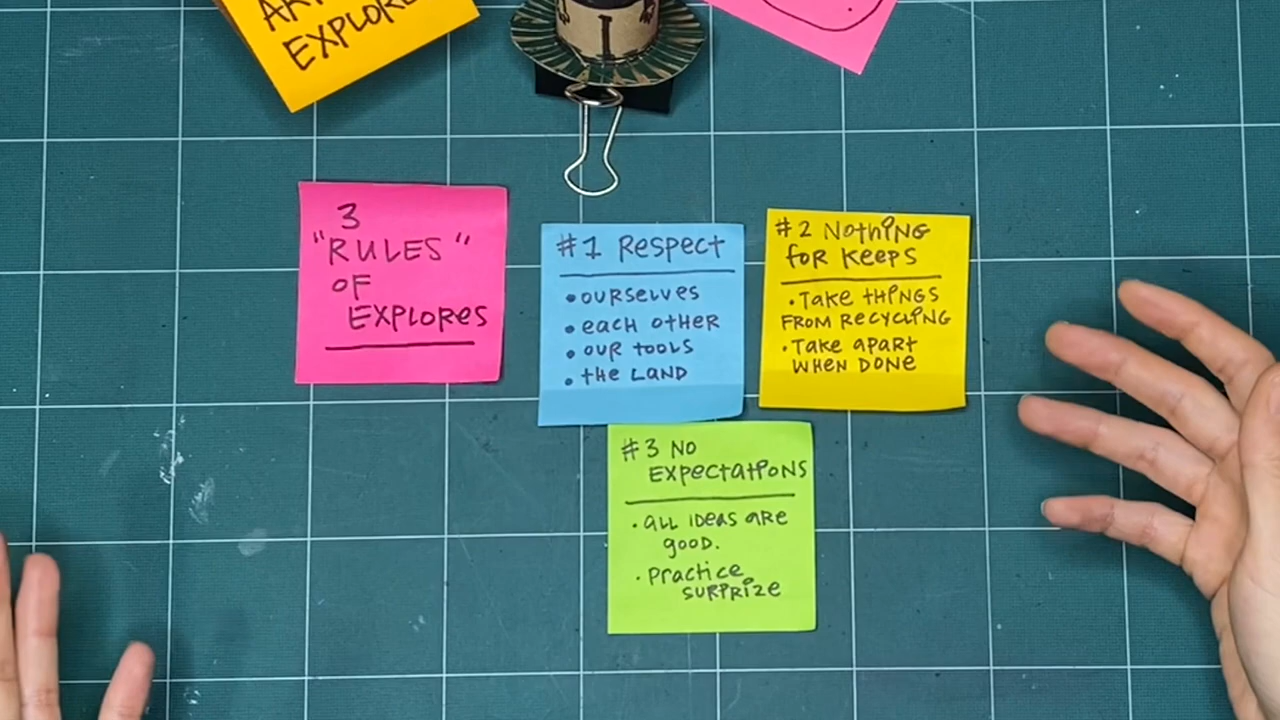 EXPLORE
3
"RULES"
OF
EXPLORES
#1 Respect
• ourselves
• each other
• our tools
• the land
#2 Nothing
for keeps
• Take things
from recycling
• Take apart
when done
#3 No
Expectations
• all ideas are
good.
• Practice
surprize